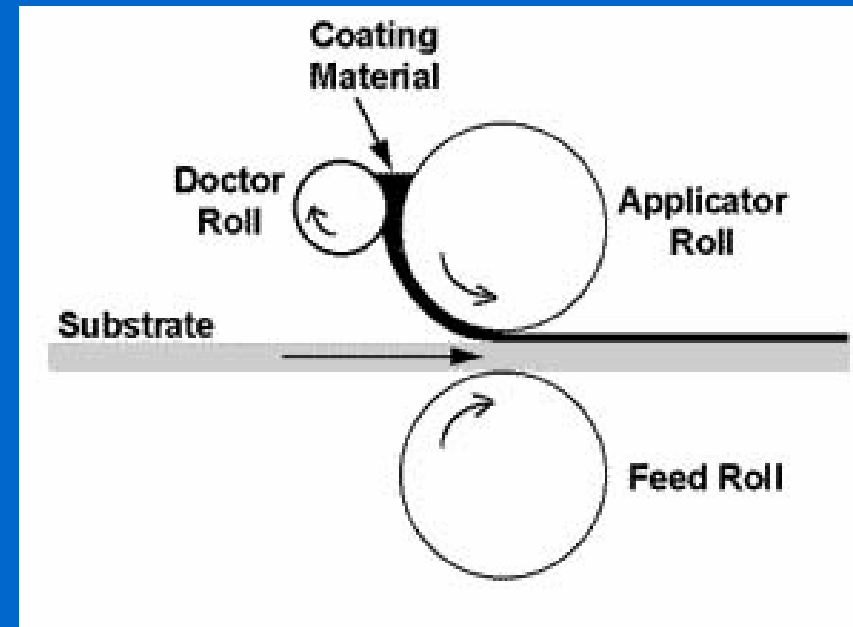 Coating
Material
Doctor
Roll
Applicator
Roll
Substrate
Feed Roll